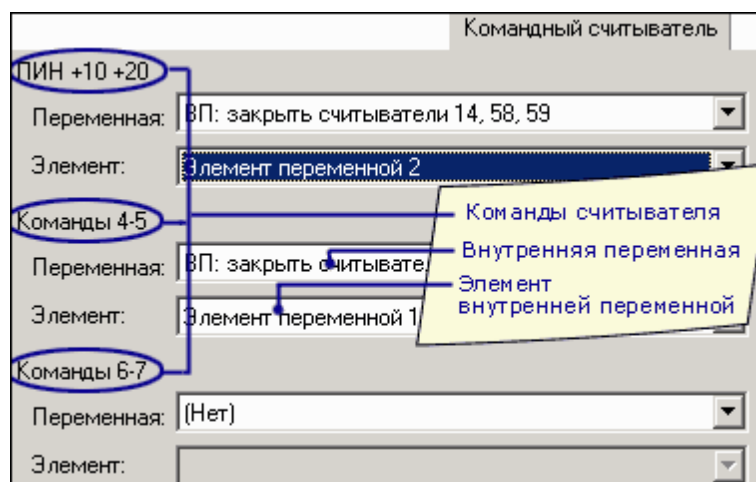 Командный считыватель
ПИН +10 +20
Переменная: ВП: закрыть считыватели 14, 58, 59
Элемент: Элемент переменной 2
Команды 4-5
Переменная: ВП: закрыть считывате
Элемент: Элемент переменной 1
Команды считывателя
Внутренняя переменная
Элемент
внутренней переменной
Команды 6-7
Переменная: (Нет)
Элемент: